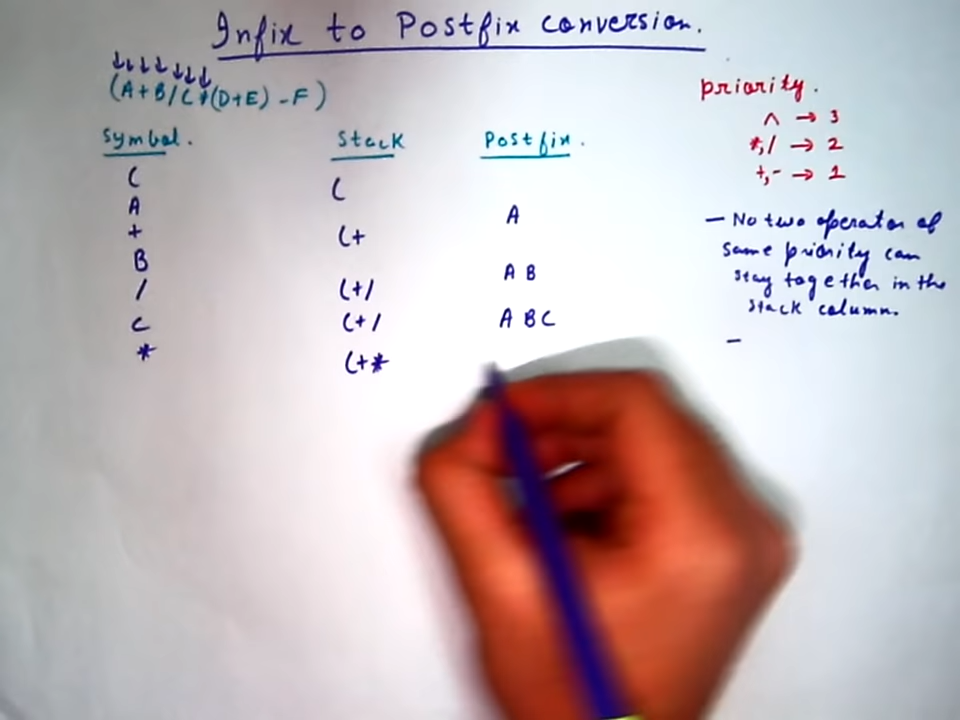 Infix to Postfix conversion.
(A+B/C*(D+E)-F)
Symbol. Stack Postfix.
( (
A A
+ (+
B A B
/ (+/
C (+/ A B C
* (+*
priority.
^ → 3
*,/ → 2
+,- → 1
- No two operator of
same priority can
stay together in the
stack column.
-